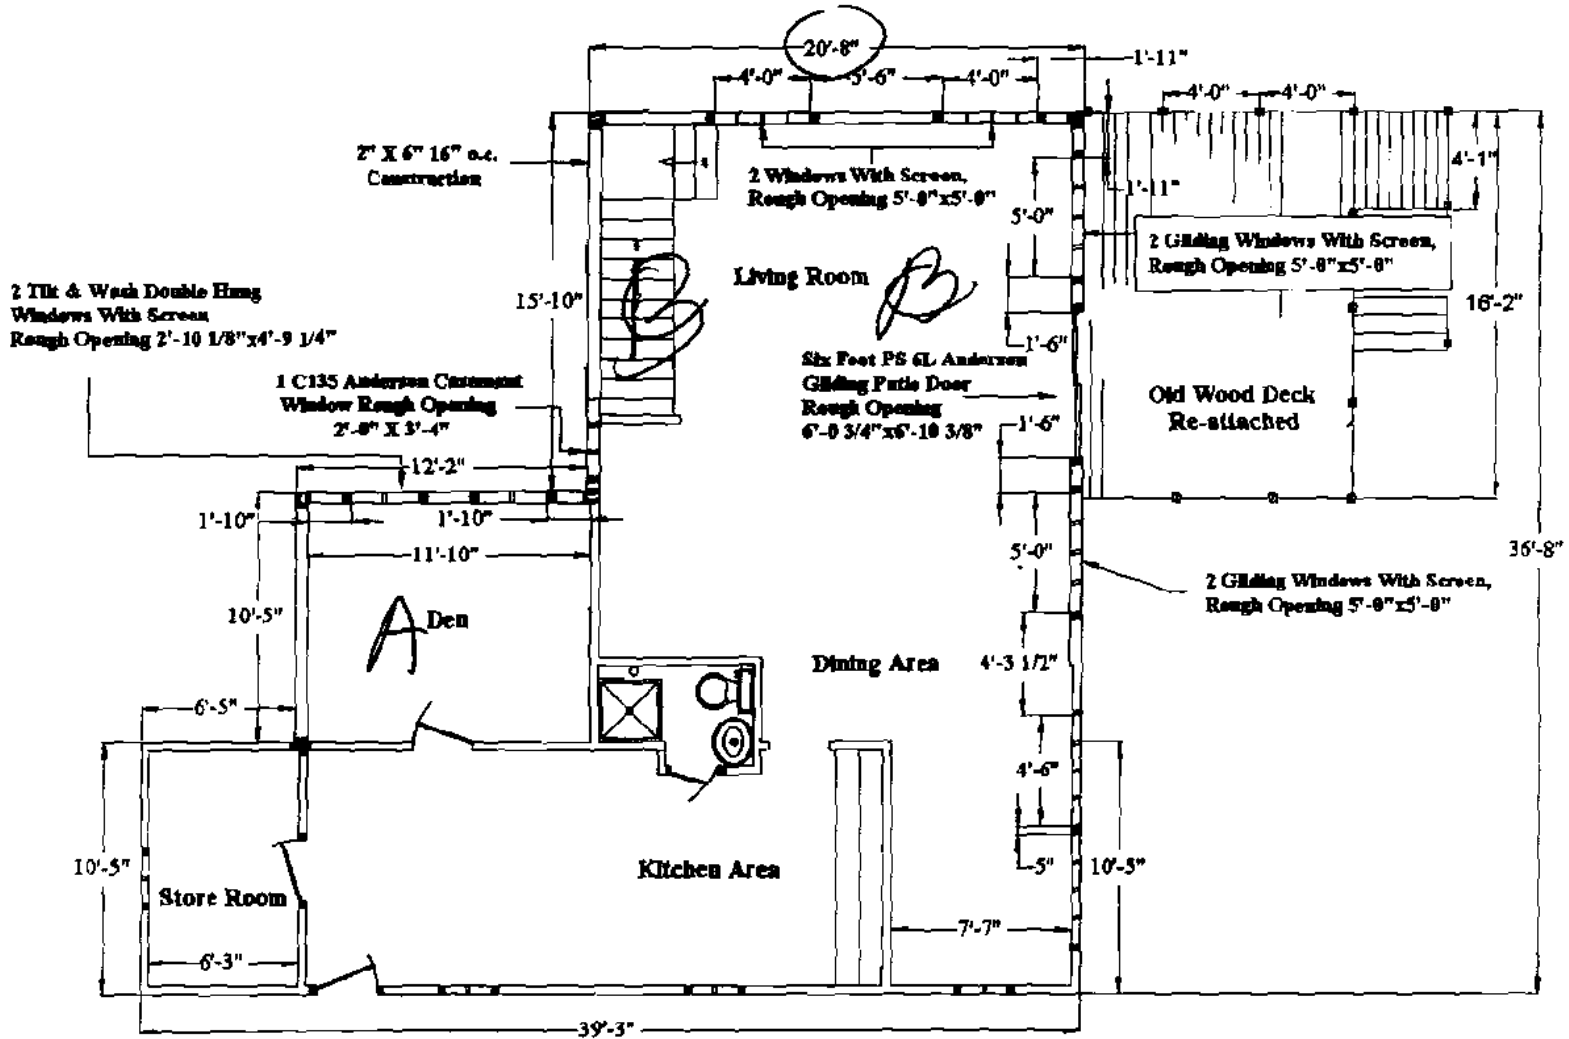 20'-8"
1'-11"
4'-0" 5'-6" 4'-0"
4'-0" 4'-0"
2" X 6" 16" o.c.
Construction
2 Windows With Screen,
Rough Opening 5'-0"x5'-0"
4'-1"
1'-11"
5'-0"
2 Gliding Windows With Screen,
Rough Opening 5'-0"x5'-0"
Living Room
B
B
2 Tilt & Wash Double Hung
Windows With Screen
Rough Opening 2'-10 1/8"x4'-9 1/4"
15'-10"
16'-2"
1'-6"
Six Foot PS 6L Anderson
Gliding Patio Door
Rough Opening
6'-0 3/4"x6'-10 3/8"
1 C135 Anderson Casement
Window Rough Opening
2'-0" X 3'-4"
Old Wood Deck
Re-attached
1'-6"
12'-2"
1'-10" 1'-10"
11'-10"
5'-0"
36'-8"
2 Gliding Windows With Screen,
Rough Opening 5'-0"x5'-0"
10'-5"
A Den
Dining Area
4'-3 1/2"
6'-5"
4'-6"
10'-5"
Store Room
Kitchen Area
5"
10'-5"
7'-7"
6'-3"
39'-3"